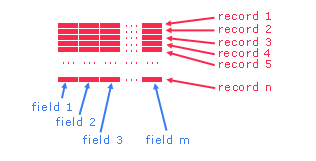 record 1
record 2
record 3
record 4
record 5
record n
field 1
field 2
field 3
field m